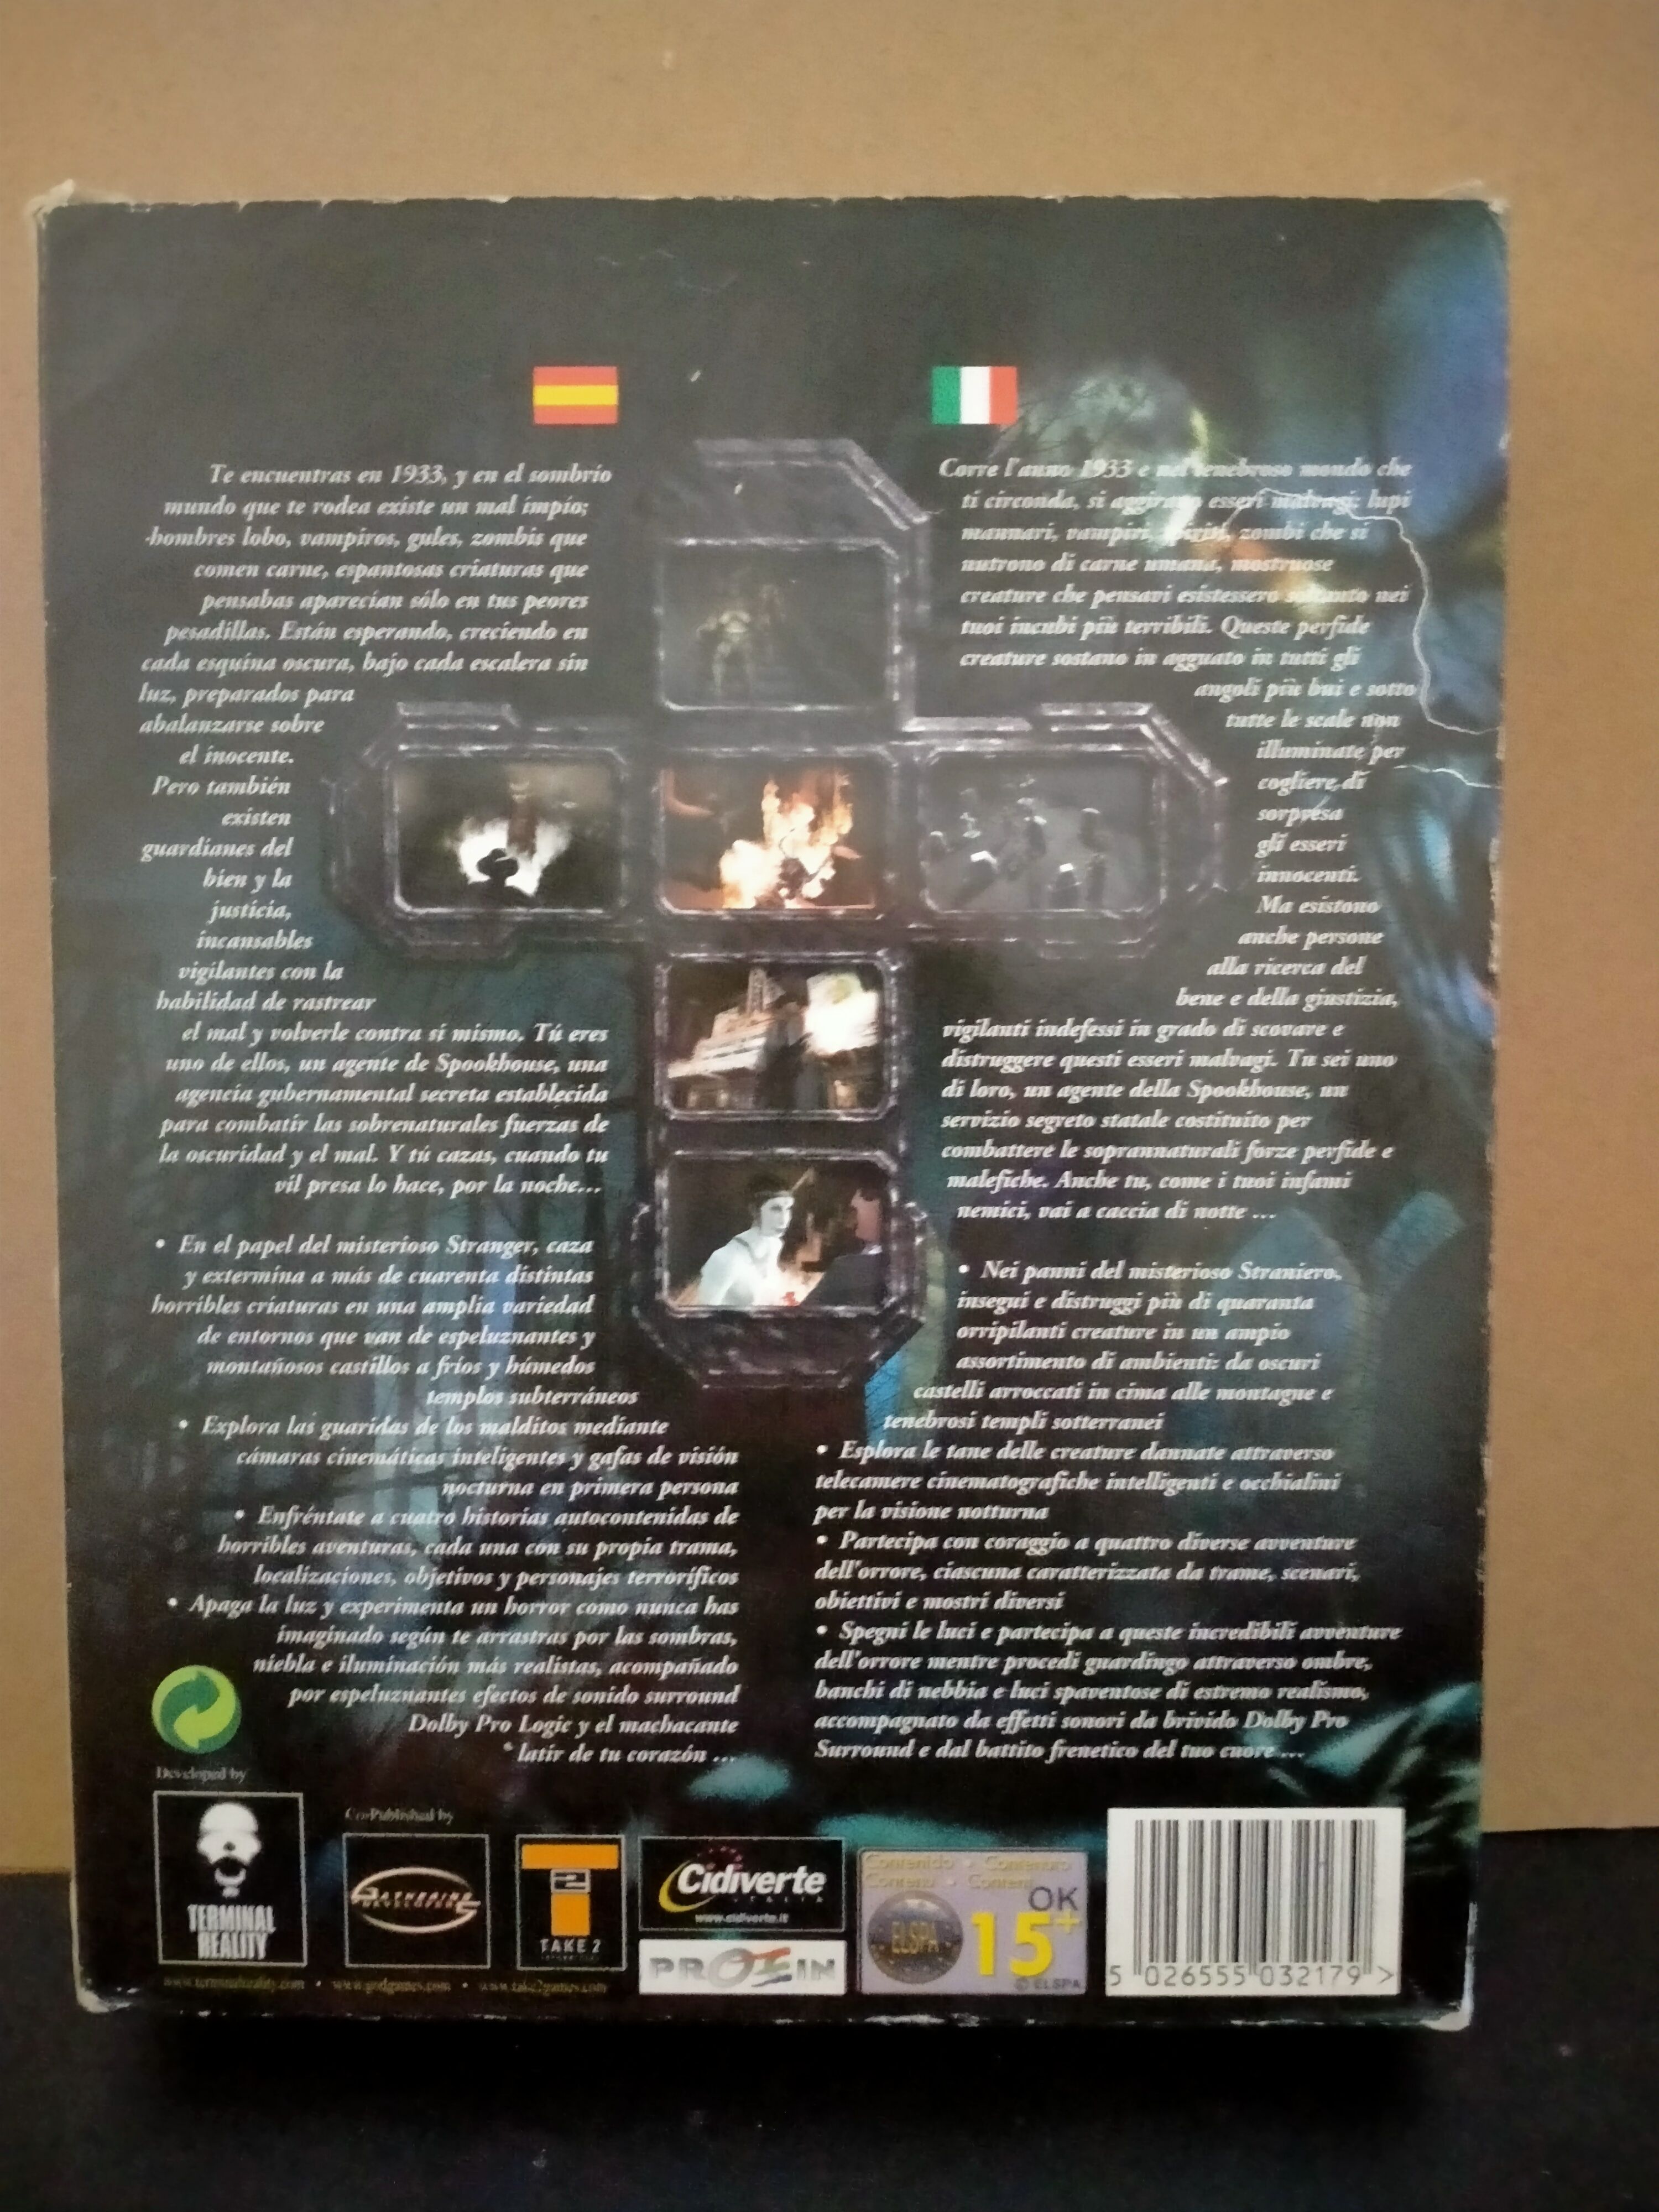 Te encuentras en 1933, y en el sombrío
mundo que te rodea existe un mal impío;
hombres lobo, vampiros, gules, zombis que
comen carne, espantosas criaturas que
pensabas aparecían sólo en tus peores
pesadillas. Están esperando, creciendo en
cada esquina oscura, bajo cada escalera sin
luz, preparados para
abalanzarse sobre
el inocente.
Pero también
existen
guardianes del
bien y la
justicia,
incansables
vigilantes con la
habilidad de rastrear
el mal y volverle contra sí mismo. Tú eres
uno de ellos, un agente de Spookhouse, una
agencia gubernamental secreta establecida
para combatir las sobrenaturales fuerzas de
la oscuridad y el mal. Y tú cazas, cuando tu
vil presa lo hace, por la noche...
• En el papel del misterioso Stranger, caza
y extermina a más de cuarenta distintas
horribles criaturas en una amplia variedad
de entornos que van de espeluznantes y
montañosos castillos a fríos y húmedos
templos subterráneos
• Explora las guaridas de los malditos mediante
cámaras cinemáticas inteligentes y gafas de visión
nocturna en primera persona
• Enfréntate a cuatro historias autocontenidas de
horribles aventuras, cada una con su propia trama,
localizaciones, objetivos y personajes terroríficos
• Apaga la luz y experimenta un horror como nunca has
imaginado según te arrastras por las sombras,
niebla e iluminación más realistas, acompañado
por espeluznantes efectos de sonido surround
Dolby Pro Logic y el machacante
latir de tu corazón ...
Corre l'anno 1933 e nel tenebroso mondo che
ti circonda, si aggirano esseri malvagi: lupi
mannari, vampiri, spiriti, zombi che si
nutrono di carne umana, mostruose
creature che pensavi esistessero soltanto nei
tuoi incubi più terribili. Queste perfide
creature sostano in agguato in tutti gli
angoli più bui e sotto
tutte le scale non
illuminate per
cogliere di
sorpresa
gli esseri
innocenti.
Ma esistono
anche persone
alla ricerca del
bene e della giustizia,
vigilanti indefessi in grado di scovare e
distruggere questi esseri malvagi. Tu sei uno
di loro, un agente della Spookhouse, un
servizio segreto statale costituito per
combattere le soprannaturali forze perfide e
malefiche. Anche tu, come i tuoi infami
nemici, vai a caccia di notte ...
• Nei panni del misterioso Straniero,
insegui e distruggi più di quaranta
orripilanti creature in un ampio
assortimento di ambienti: da oscuri
castelli arroccati in cima alle montagne e
tenebrosi templi sotterranei
• Esplora le tane delle creature dannate attraverso
telecamere cinematografiche intelligenti e occhialini
per la visione notturna
• Partecipa con coraggio a quattro diverse avventure
dell'orrore, ciascuna caratterizzata da trame, scenari,
obiettivi e mostri diversi
• Spegni le luci e partecipa a queste incredibili avventure
dell'orrore mentre procedi guardingo attraverso ombre,
banchi di nebbia e luci spaventose di estremo realismo,
accompagnato da effetti sonori da brivido Dolby Pro
Surround e dal battito frenetico del tuo cuore ...
Developed by
TERMINAL
REALITY
Co-Published by
GATHERING
DEVELOPERS
T2
TAKE 2
INTERACTIVE
Cidiverte
ITALIA
www.cidiverte.it
PROEIN
Contenido • Contenuto
Contenu • Content
OK
ELSPA
15+
© ELSPA
5 026555 032179 >
www.terminalreality.com • www.godgames.com • www.take2games.com